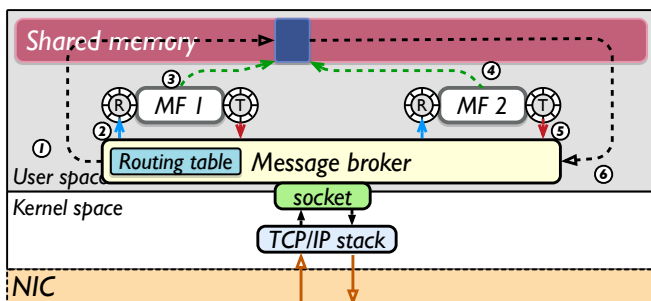 Shared memory
③
④
R
MF 1
T
R
MF 2
T
②
⑤
①
Routing table
Message broker
⑥
User space
socket
Kernel space
TCP/IP stack
NIC